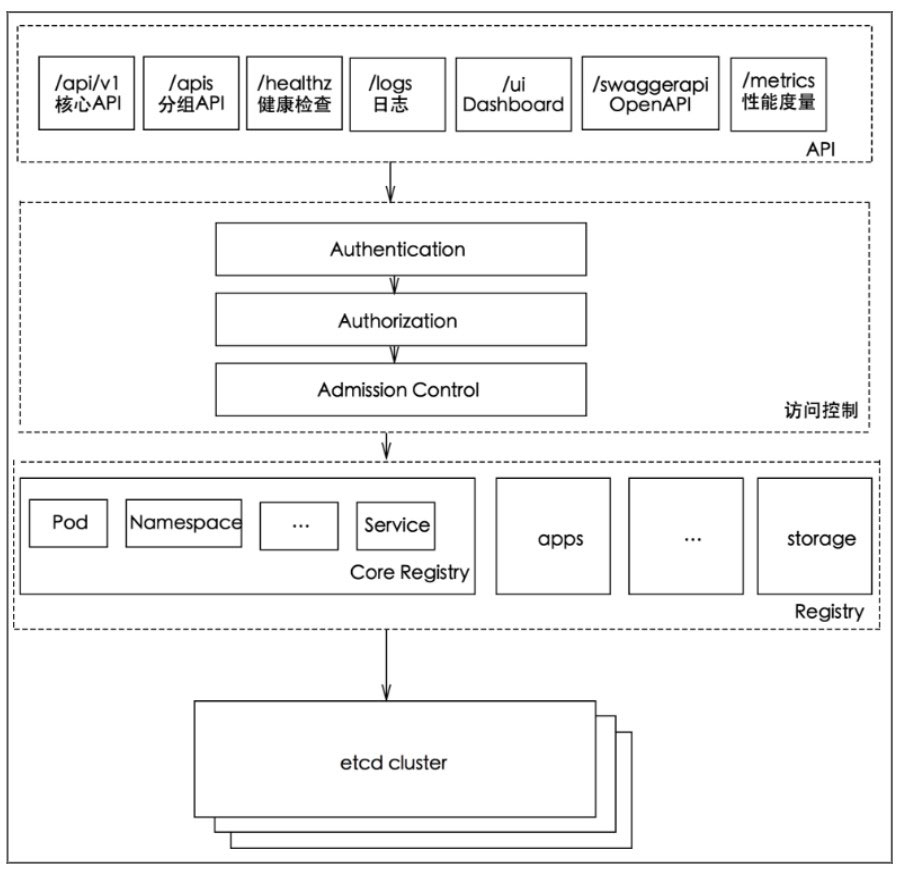 /api/v1
核心API
/apis
分组API
/healthz
健康检查
/logs
日志
/ui
Dashboard
/swaggerapi
OpenAPI
/metrics
性能度量
API
Authentication
Authorization
Admission Control
访问控制
Pod
Namespace
...
Service
Core Registry
apps
...
storage
Registry
etcd cluster